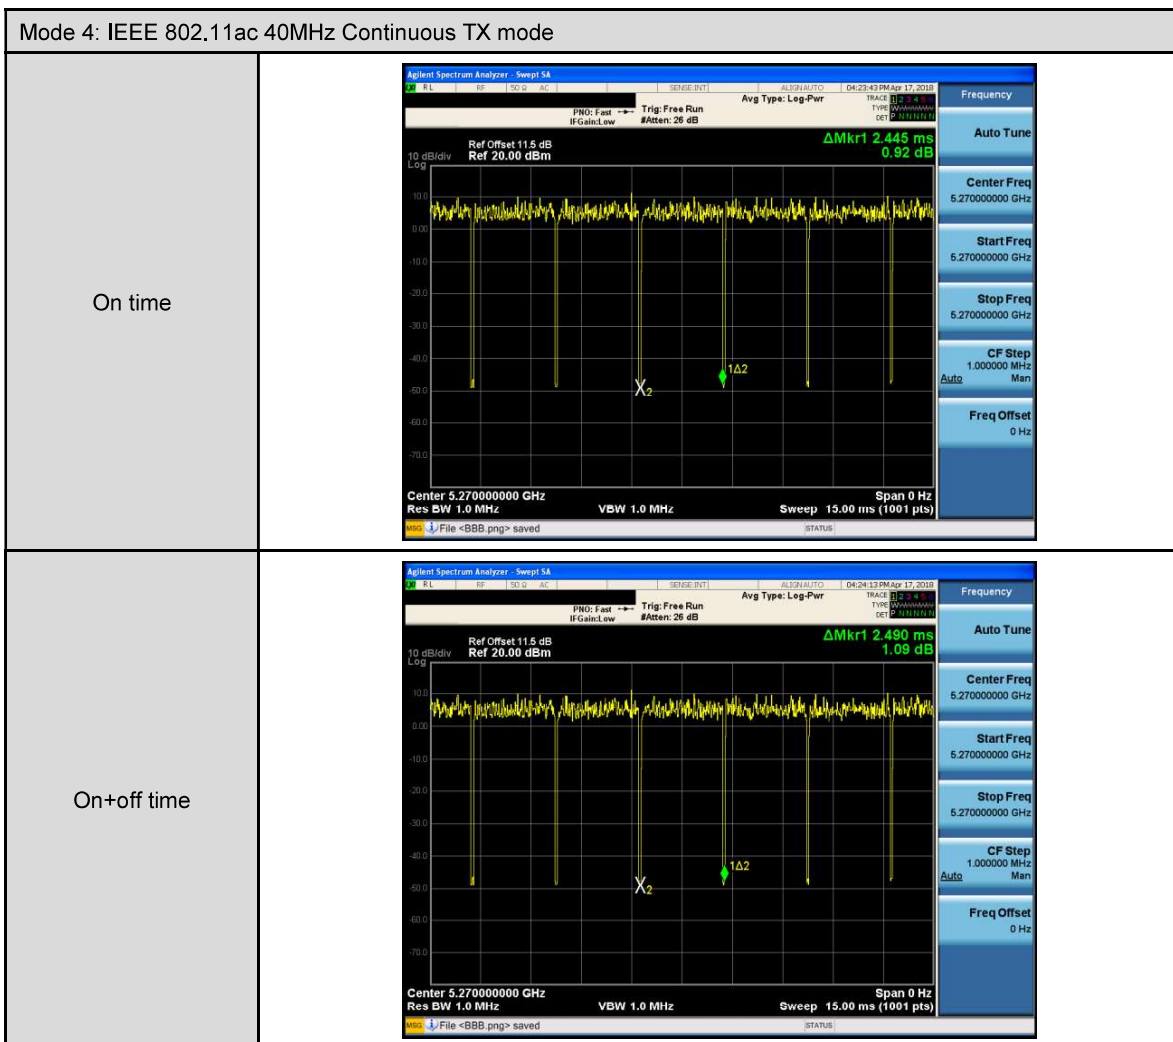 Mode 4: IEEE 802.11ac 40MHz Continuous TX mode
On time
Agilent Spectrum Analyzer - Swept SA
RL RF 50 Ω AC SENSE:INT ALIGNAUTO 04:23:43 PM Apr 17, 2018
Avg Type: Log-Pwr
TRACE 1 2 3 4 5 6
TYPE
DET P N N N N N
PNO: Fast
IFGain:Low
Trig: Free Run
#Atten: 26 dB
ΔMkr1 2.445 ms
0.92 dB
Ref Offset 11.5 dB
10 dB/div Ref 20.00 dBm
Log
10.0
0.00
-10.0
-20.0
-30.0
-40.0
-50.0
-60.0
-70.0
X2
1Δ2
Center 5.270000000 GHz Span 0 Hz
Res BW 1.0 MHz VBW 1.0 MHz Sweep 15.00 ms (1001 pts)
MSG File <BBB.png> saved STATUS
Frequency
Auto Tune
Center Freq
5.270000000 GHz
Start Freq
5.270000000 GHz
Stop Freq
5.270000000 GHz
CF Step
1.000000 MHz
Auto Man
Freq Offset
0 Hz
On+off time
Agilent Spectrum Analyzer - Swept SA
RL RF 50 Ω AC SENSE:INT ALIGNAUTO 04:24:13 PM Apr 17, 2018
Avg Type: Log-Pwr
TRACE 1 2 3 4 5 6
TYPE
DET P N N N N N
PNO: Fast
IFGain:Low
Trig: Free Run
#Atten: 26 dB
ΔMkr1 2.490 ms
1.09 dB
Ref Offset 11.5 dB
10 dB/div Ref 20.00 dBm
Log
10.0
0.00
-10.0
-20.0
-30.0
-40.0
-50.0
-60.0
-70.0
X2
1Δ2
Center 5.270000000 GHz Span 0 Hz
Res BW 1.0 MHz VBW 1.0 MHz Sweep 15.00 ms (1001 pts)
MSG File <BBB.png> saved STATUS
Frequency
Auto Tune
Center Freq
5.270000000 GHz
Start Freq
5.270000000 GHz
Stop Freq
5.270000000 GHz
CF Step
1.000000 MHz
Auto Man
Freq Offset
0 Hz